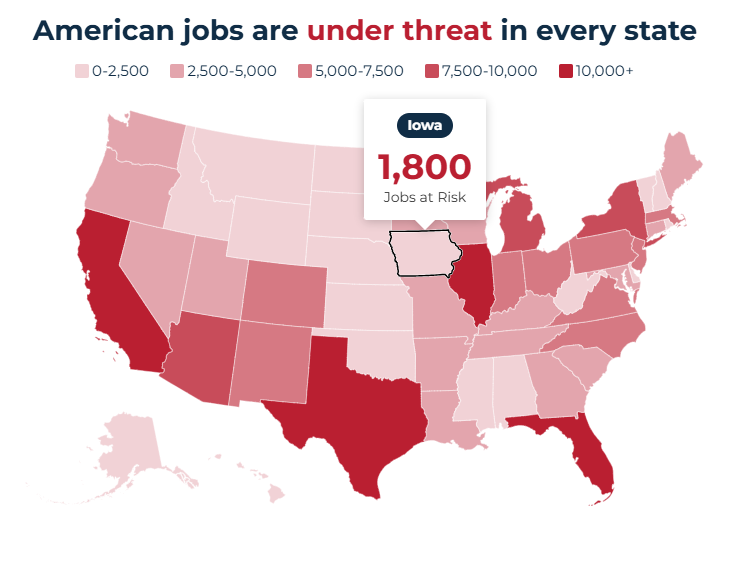 American jobs are under threat in every state
0-2,500 2,500-5,000 5,000-7,500 7,500-10,000 10,000+
Iowa
1,800
Jobs at Risk